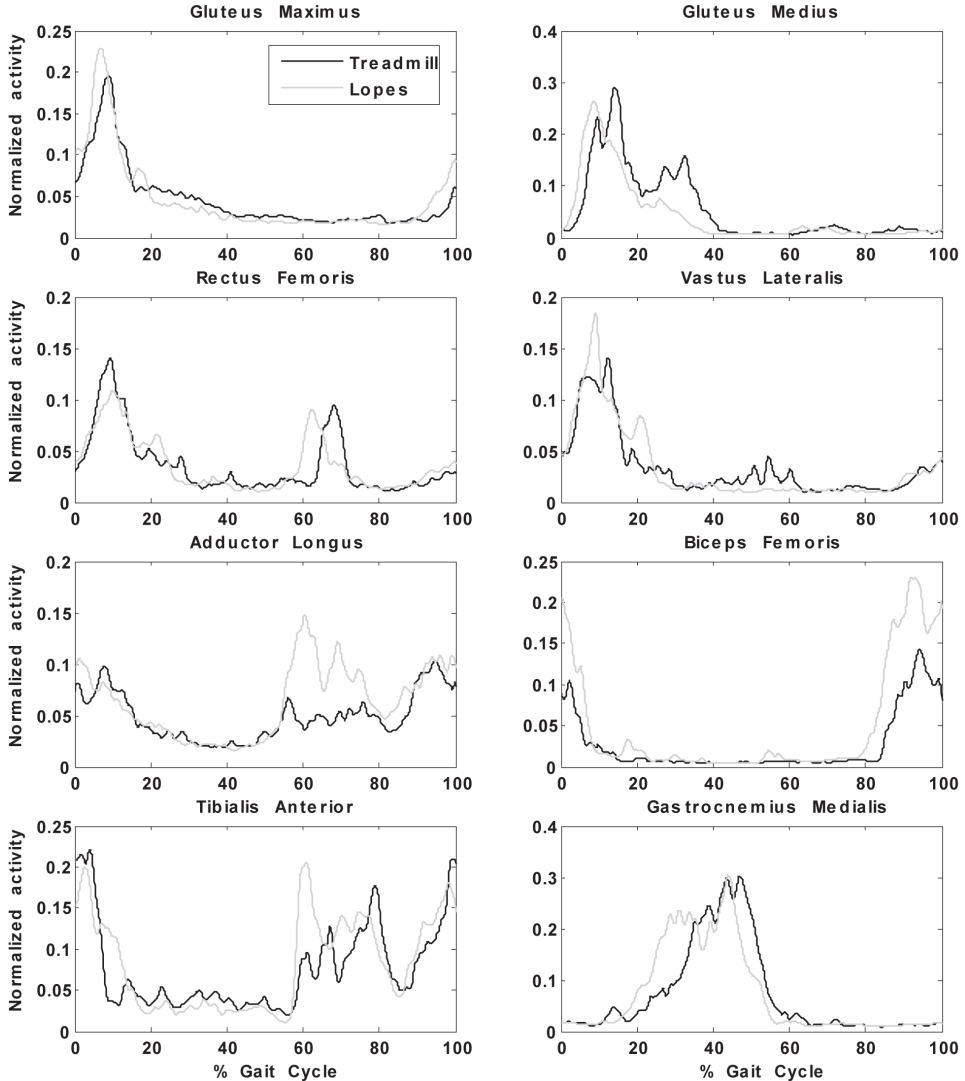 Gluteus Maximus
Normalized activity
0.25
0.2
0.15
0.1
0.05
0
0 20 40 60 80 100
Treadmill
Lopes
Gluteus Medius
0.4
0.3
0.2
0.1
0
0 20 40 60 80 100
Rectus Femoris
Normalized activity
0.2
0.15
0.1
0.05
0
0 20 40 60 80 100
Vastus Lateralis
0.2
0.15
0.1
0.05
0
0 20 40 60 80 100
Adductor Longus
Normalized activity
0.2
0.15
0.1
0.05
0
0 20 40 60 80 100
Biceps Femoris
0.25
0.2
0.15
0.1
0.05
0
0 20 40 60 80 100
Tibialis Anterior
Normalized activity
0.25
0.2
0.15
0.1
0.05
0
0 20 40 60 80 100
% Gait Cycle
Gastrocnemius Medialis
0.4
0.3
0.2
0.1
0
0 20 40 60 80 100
% Gait Cycle